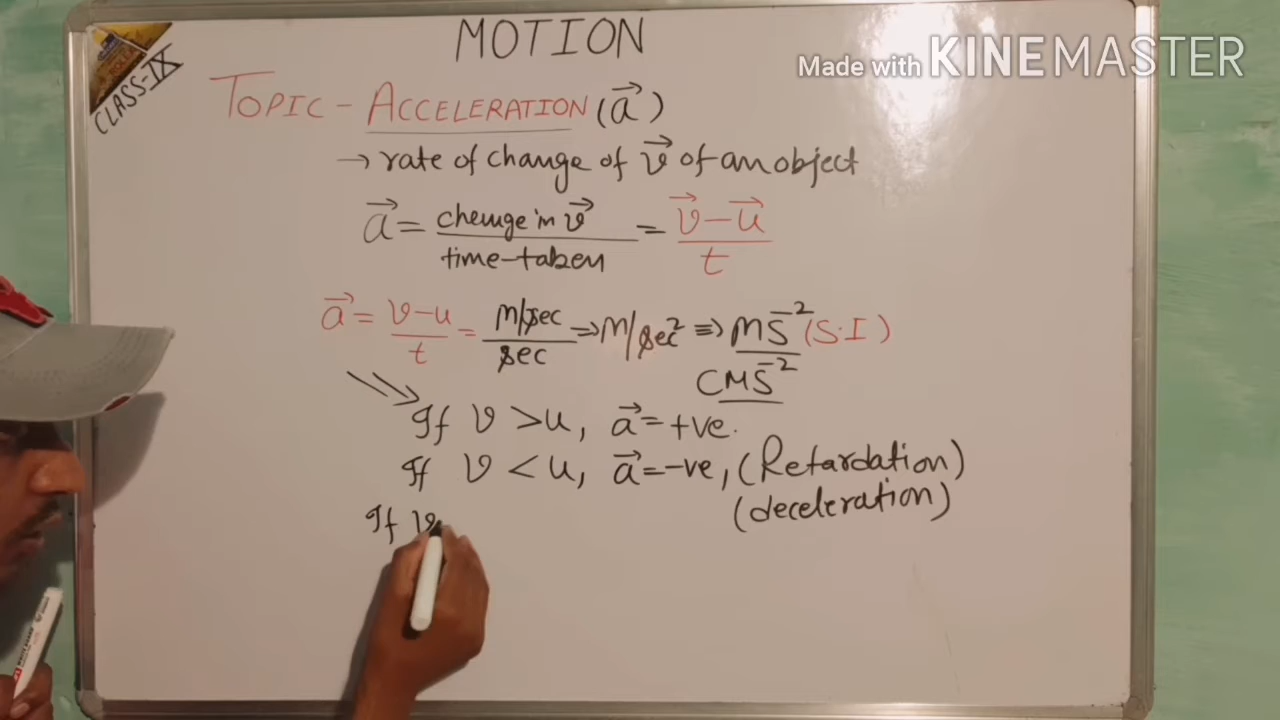 MOTION
Made with KINEMASTER
CLASS-IX
TOPIC - ACCELERATION (a⃗)
→ rate of change of v⃗ of an object
a⃗ = change in v⃗ / time-taken = v⃗ - u⃗ / t
a⃗ = v-u / t = m/sec / sec ⇒ M/sec² ⇒ MS⁻² (S.I)
CMS⁻²
If v > u, a⃗ = +ve.
If v < u, a⃗ = -ve, (Retardation)
(deceleration)
If v